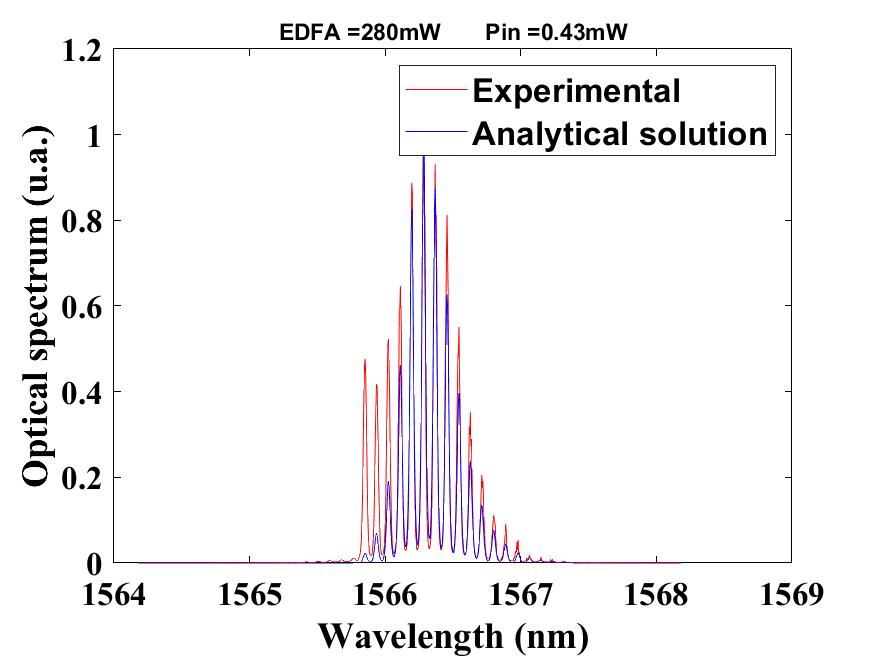 EDFA =280mW Pin =0.43mW
1.2
Experimental
Analytical solution
1
0.8
0.6
0.4
0.2
0
Optical spectrum (u.a.)
1564 1565 1566 1567 1568 1569
Wavelength (nm)